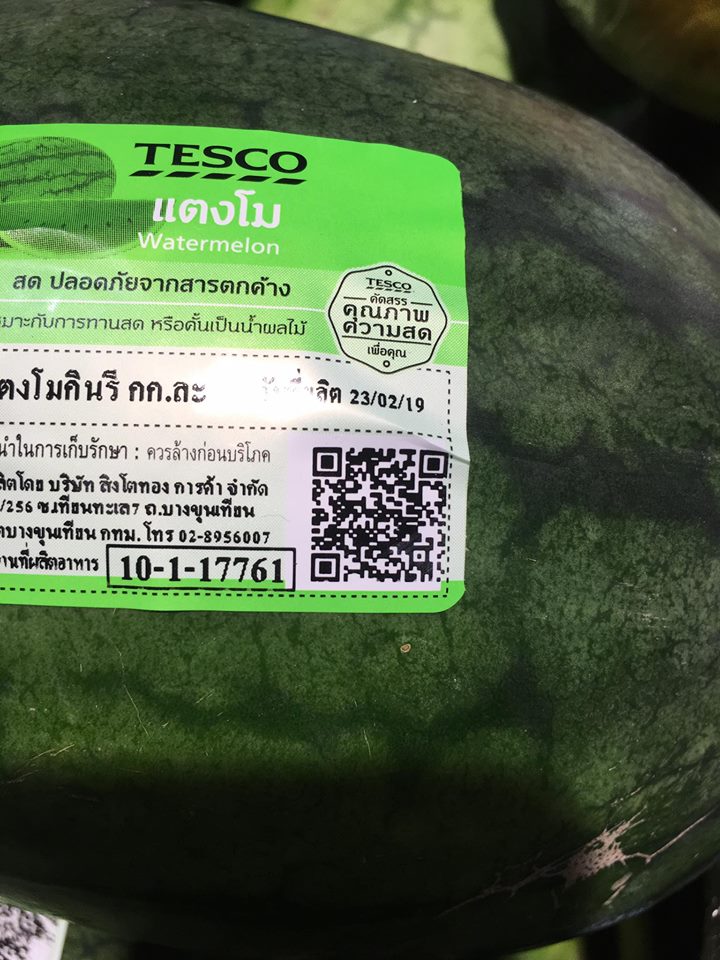 TESCO
แตงโม
Watermelon
สด ปลอดภัยจากสารตกค้าง
มาะกับการทานสด หรือคั้นเป็นน้ำผลไม้
TESCO
คัดสรร
คุณภาพ
ความสด
เพื่อคุณ
ตงโมกินรี กก.ละ
ลิต 23/02/19
นำในการเก็บรักษา : ควรล้างก่อนบริโภค
ลิตโดย บริษัท สิงโตทอง การค้า จำกัด
/256 ซ.เทียนทะเล7 ถ.บางขุนเทียน
บางขุนเทียน กทม. โทร 02-8956007
านที่ผลิตอาหาร 10-1-17761